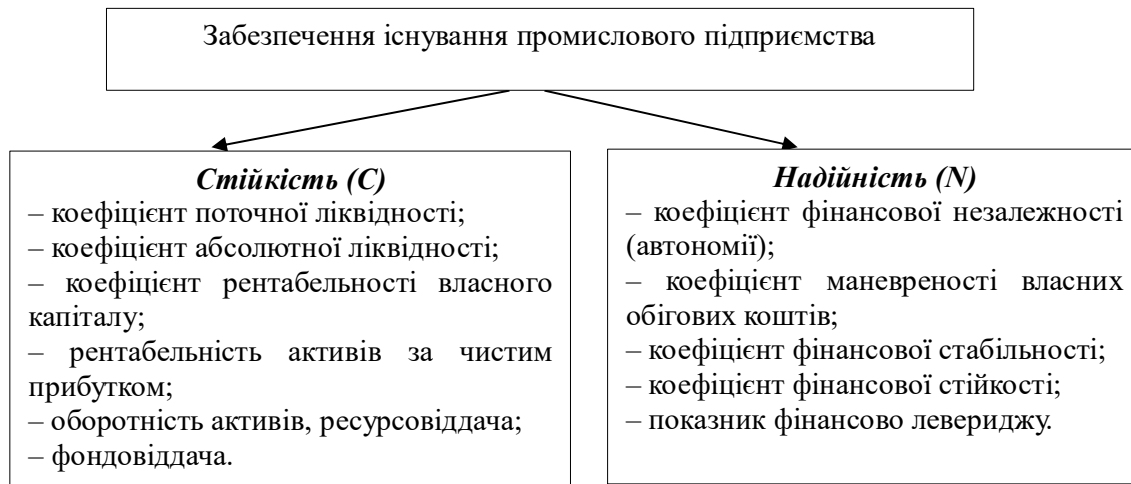 Забезпечення існування промислового підприємства
Стійкість (С)
– коефіцієнт поточної ліквідності;
– коефіцієнт абсолютної ліквідності;
– коефіцієнт рентабельності власного
капіталу;
– рентабельність активів за чистим
прибутком;
– оборотність активів, ресурсовіддача;
– фондовіддача.
Надійність (N)
– коефіцієнт фінансової незалежності
(автономії);
– коефіцієнт маневреності власних
обігових коштів;
– коефіцієнт фінансової стабільності;
– коефіцієнт фінансової стійкості;
– показник фінансово левериджу.